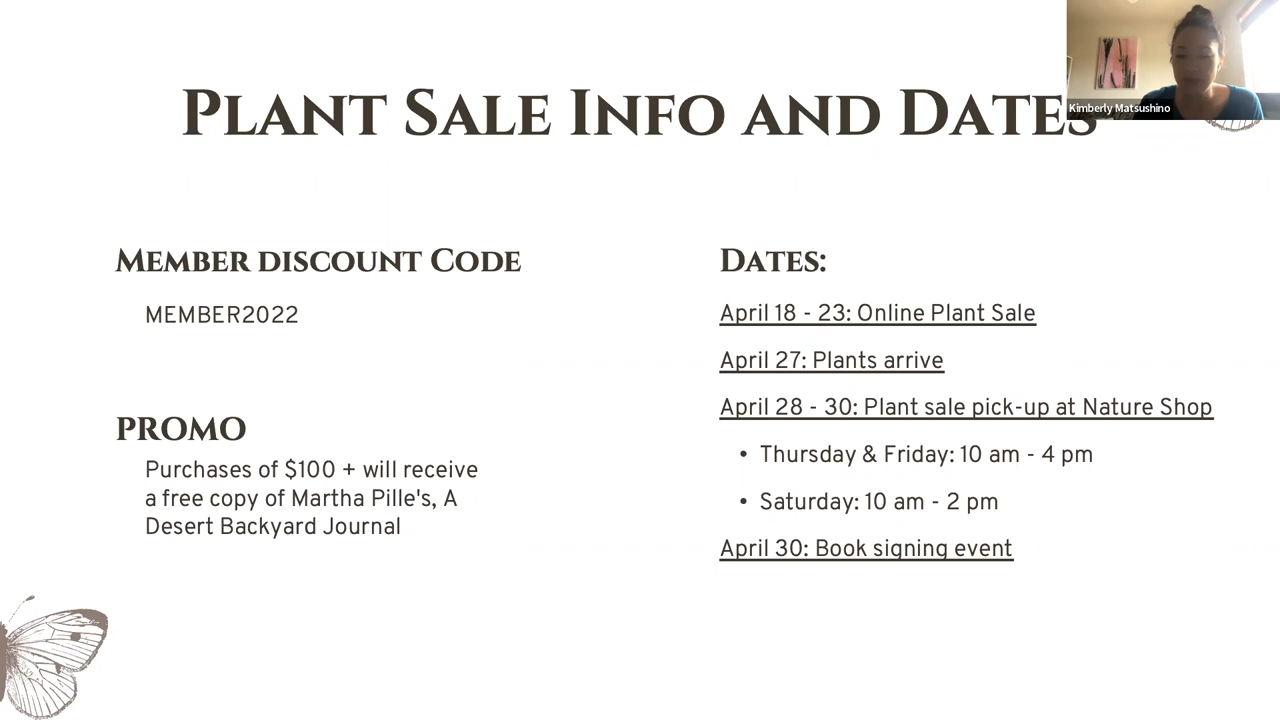 Plant Sale Info and Dates
Kimberly Matsushino
Member discount Code
MEMBER2022
PROMO
Purchases of $100 + will receive
a free copy of Martha Pille's, A
Desert Backyard Journal
Dates:
April 18 - 23: Online Plant Sale
April 27: Plants arrive
April 28 - 30: Plant sale pick-up at Nature Shop
• Thursday & Friday: 10 am - 4 pm
• Saturday: 10 am - 2 pm
April 30: Book signing event